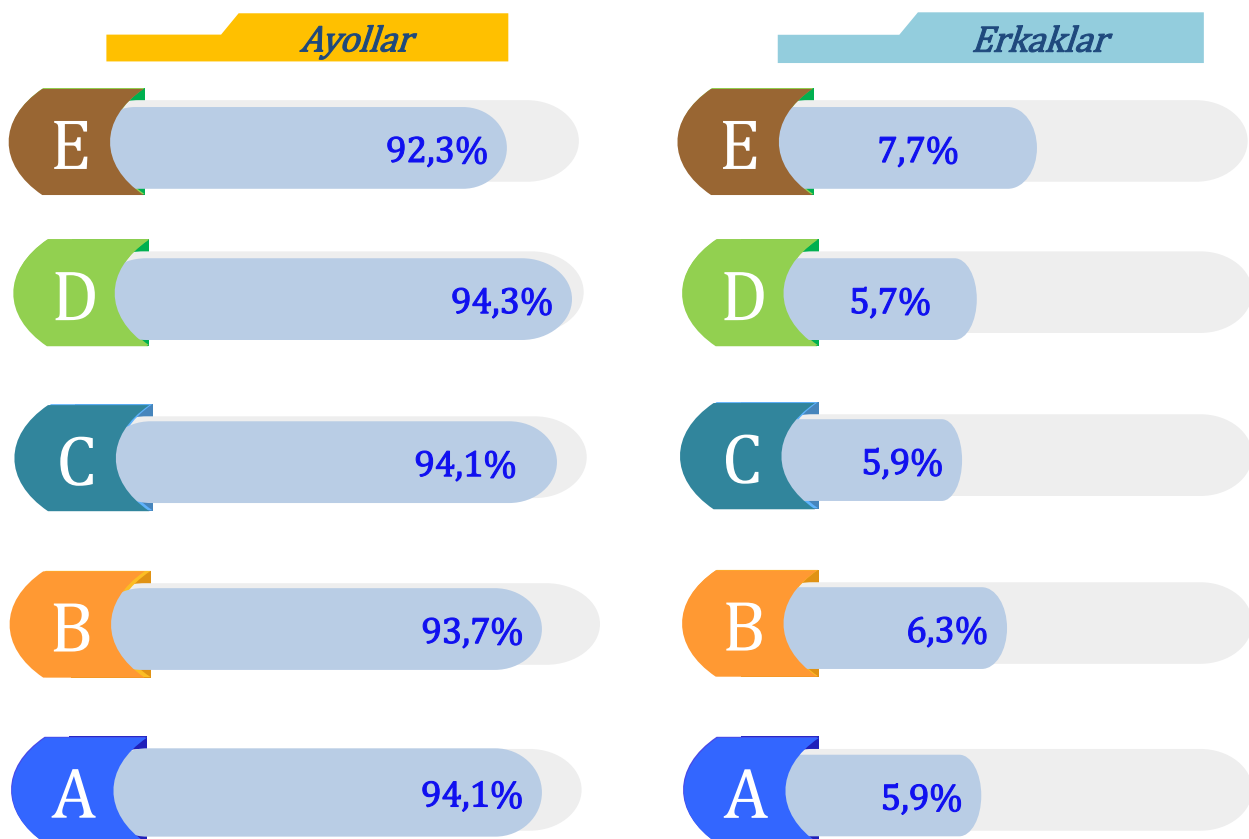 Ayollar
Erkaklar
E
92,3%
E
7,7%
D
94,3%
D
5,7%
C
94,1%
C
5,9%
B
93,7%
B
6,3%
A
94,1%
A
5,9%